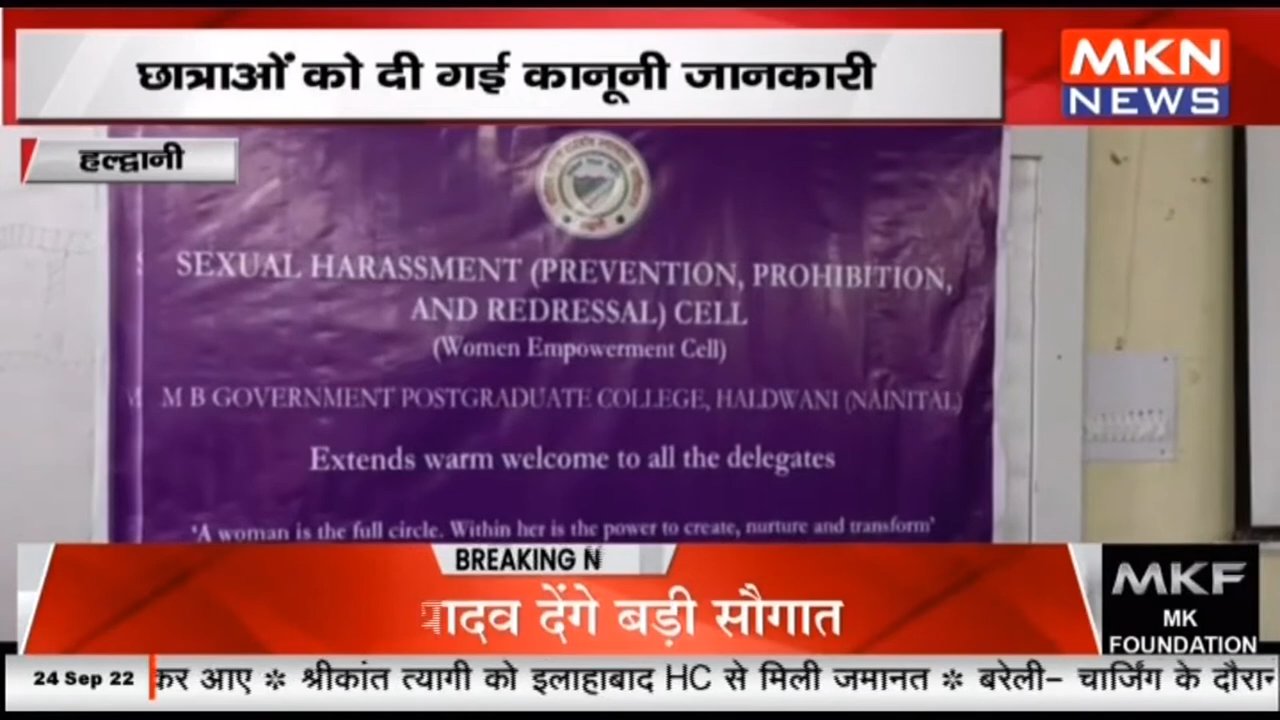 छात्राओं को दी गई कानूनी जानकारी
MKN
NEWS
हल्द्वानी
SEXUAL HARASSMENT (PREVENTION, PROHIBITION,
AND REDRESSAL) CELL
(Women Empowerment Cell)
M B GOVERNMENT POSTGRADUATE COLLEGE, HALDWANI (NAINITAL)
Extends warm welcome to all the delegates
'A woman is the full circle. Within her is the power to create, nurture and transform'
BREAKING N
यादव देंगे बड़ी सौगात
MKF
MK
FOUNDATION
24 Sep 22 कर आए * श्रीकांत त्यागी को इलाहाबाद HC से मिली जमानत * बरेली- चार्जिंग के दौरान